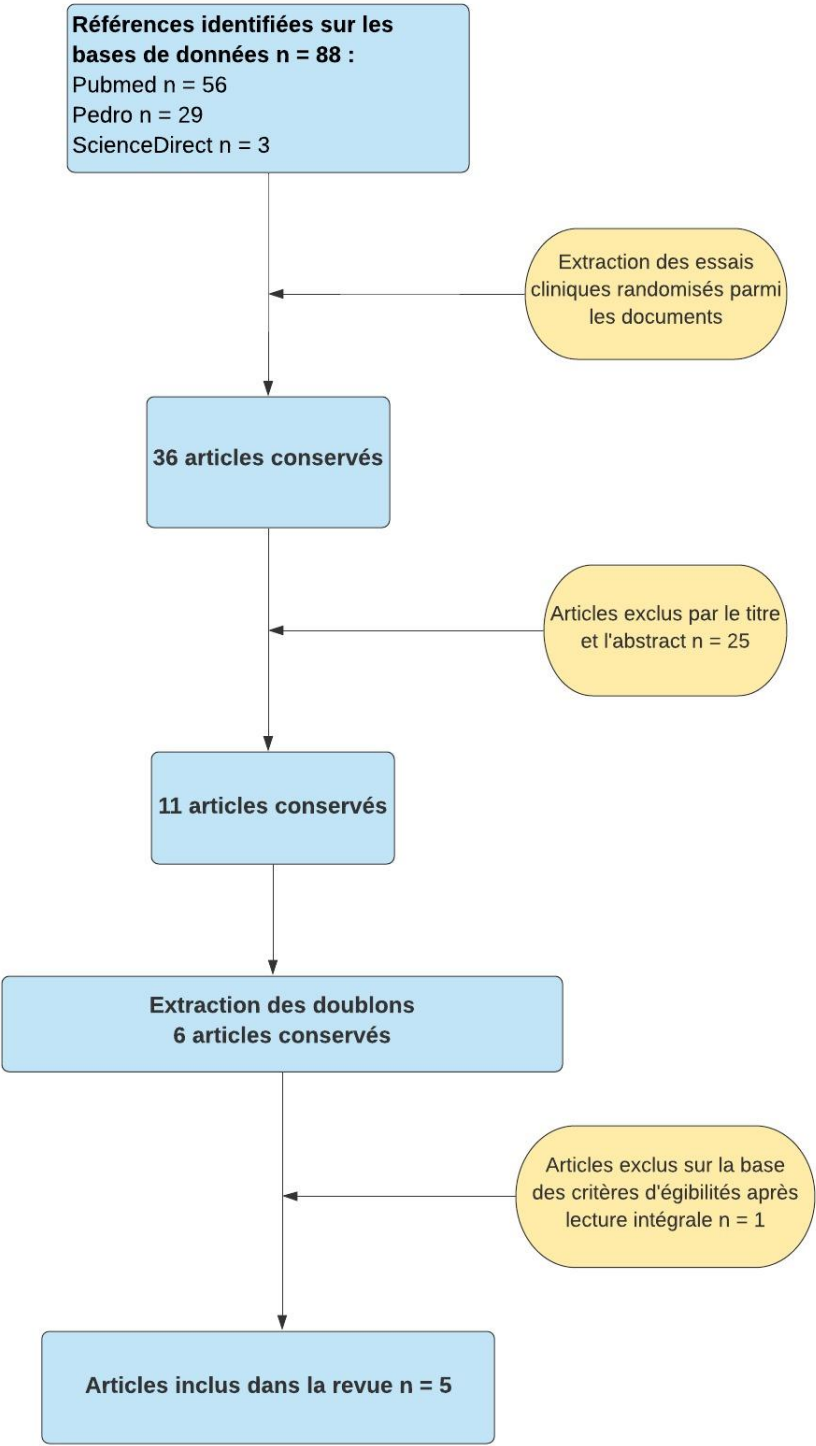 Références identifiées sur les
bases de données n = 88 :
Pubmed n = 56
Pedro n = 29
ScienceDirect n = 3
Extraction des essais
cliniques randomisés parmi
les documents
36 articles conservés
Articles exclus par le titre
et l'abstract n = 25
11 articles conservés
Extraction des doublons
6 articles conservés
Articles exclus sur la base
des critères d'égibilités après
lecture intégrale n = 1
Articles inclus dans la revue n = 5